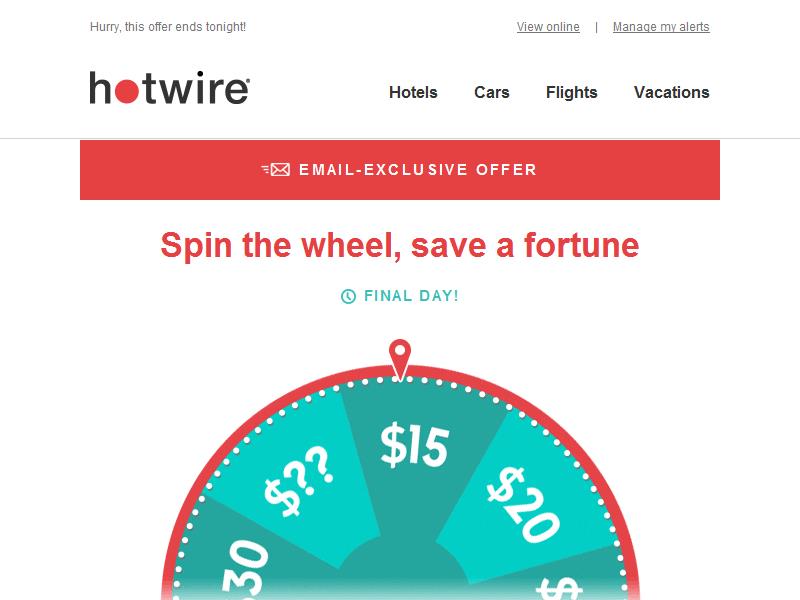 Hurry, this offer ends tonight!
View online | Manage my alerts
hotwire®
Hotels Cars Flights Vacations
EMAIL-EXCLUSIVE OFFER
Spin the wheel, save a fortune
FINAL DAY!
$15
$??
$20
30
$